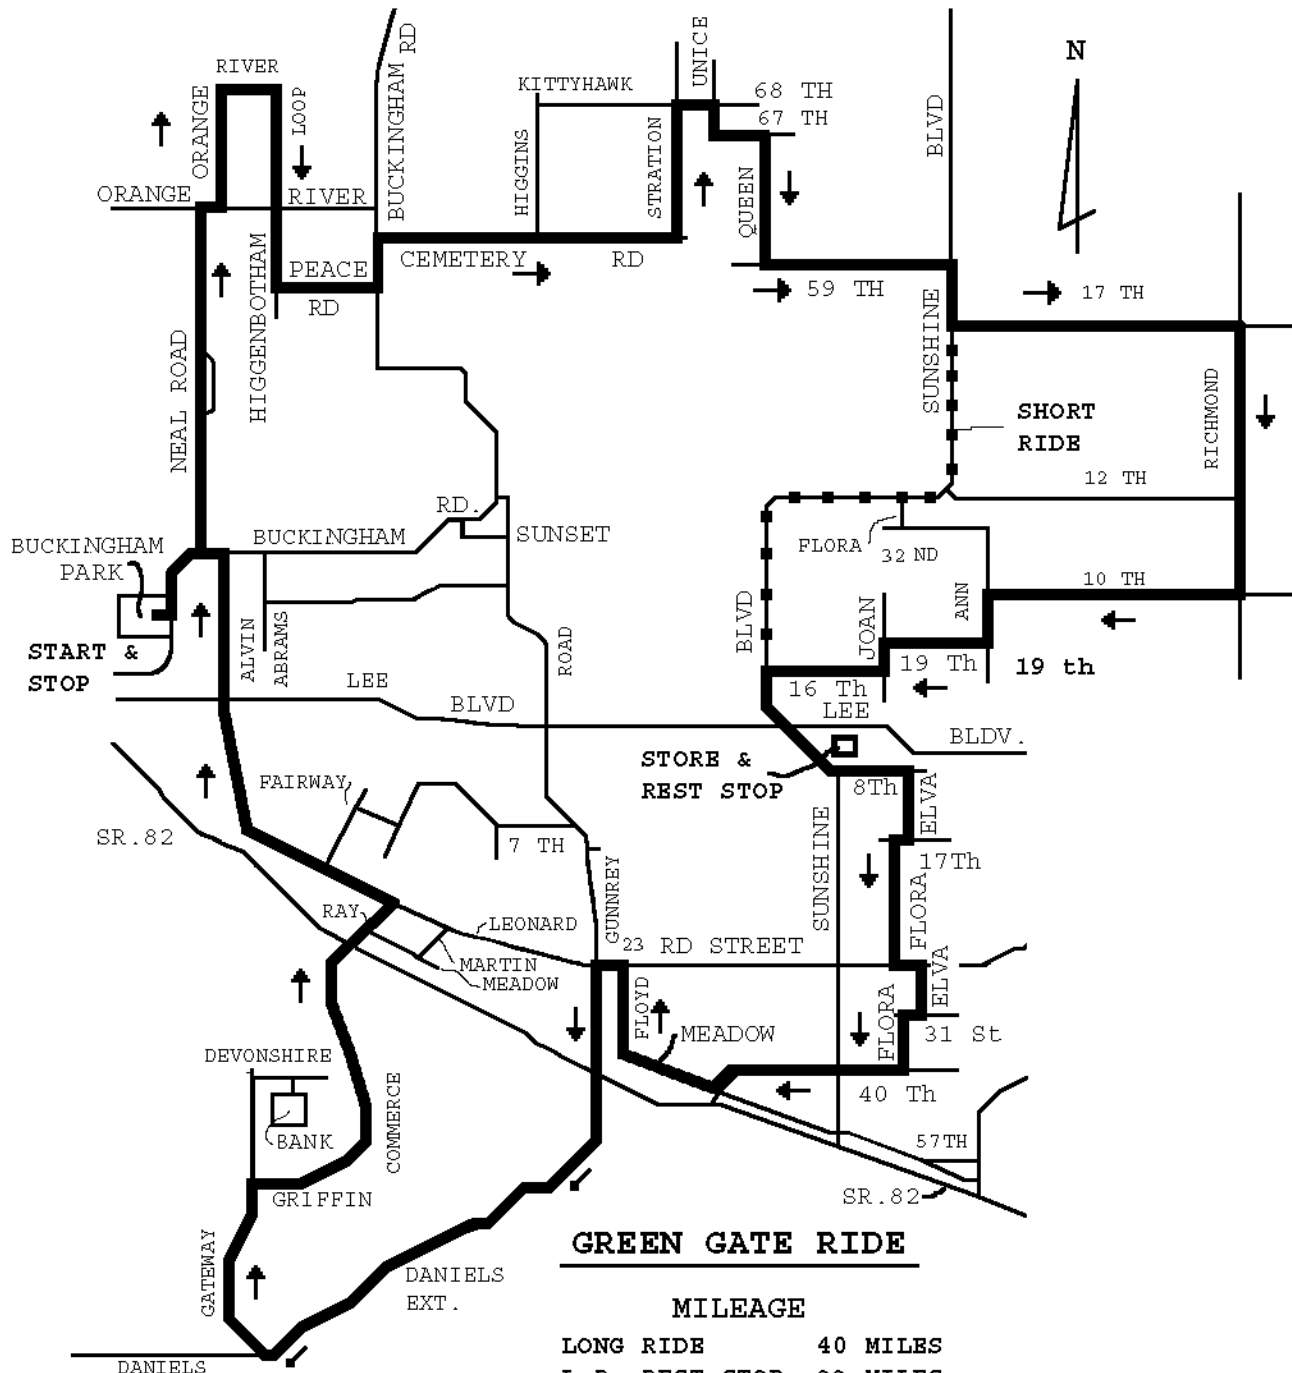 RIVER
ORANGE
LOOP
BUCKINGHAM RD
KITTYHAWK
UNICE
68 TH
67 TH
BLVD
N
ORANGE
RIVER
HIGGINS
STRATION
QUEEN
HIGGENBOTHAM
PEACE
RD
CEMETERY
RD
59 TH
17 TH
SUNSHINE
NEAL ROAD
SHORT
RIDE
RICHMOND
12 TH
RD.
BUCKINGHAM
SUNSET
FLORA
32 ND
BUCKINGHAM
PARK
10 TH
ANN
JOAN
BLVD
START &
STOP
ALVIN
ABRAMS
ROAD
19 Th
19 th
16 Th
LEE
BLVD
LEE
BLDV.
STORE &
REST STOP
8Th
ELVA
FAIRWAY
SR.82
7 TH
SUNSHINE
17Th
GUNNREY
FLORA
RAY
LEONARD
23 RD STREET
MARTIN
MEADOW
FLOYD
ELVA
FLORA
MEADOW
31 St
DEVONSHIRE
COMMERCE
40 Th
BANK
57TH
GRIFFIN
SR.82
GATEWAY
GREEN GATE RIDE
DANIELS
EXT.
MILEAGE
LONG RIDE 40 MILES
DANIELS